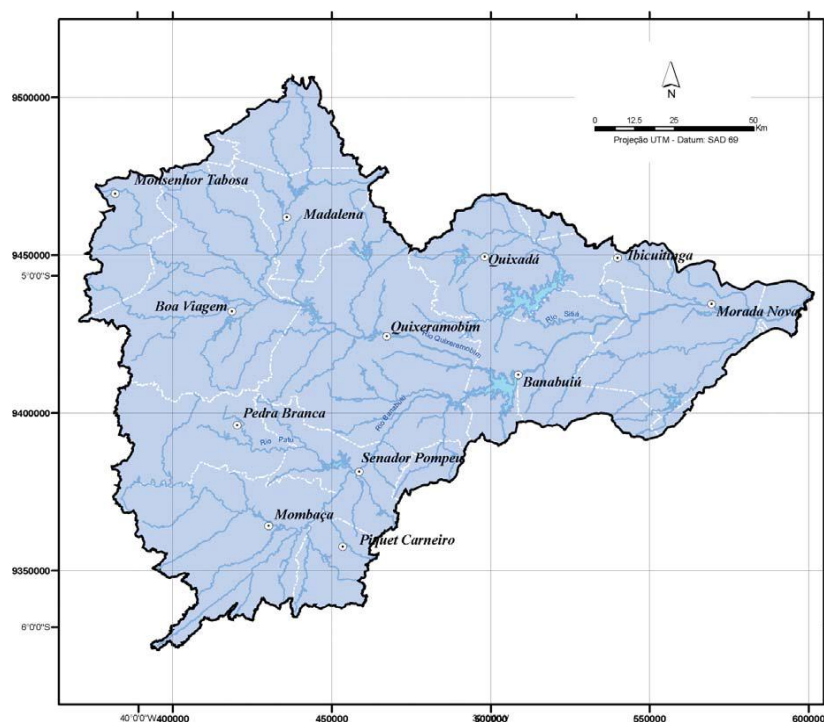 9500000
N
0 12.5 25 50
Km
Projeção UTM - Datum: SAD 69
Monsenhor Tabosa
Madalena
9450000
5°0'0"S
Quixadá
Ibicuitinga
Boa Viagem
Morada Nova
Quixeramobim
Rio Quixeramobim
Rio Sitiá
Banabuiú
9400000
Pedra Branca
Rio Banabuiú
Rio Patu
Senador Pompeu
Mombaça
Piquet Carneiro
9350000
6°0'0"S
40°0'0"W
400000 450000 500000 550000 600000